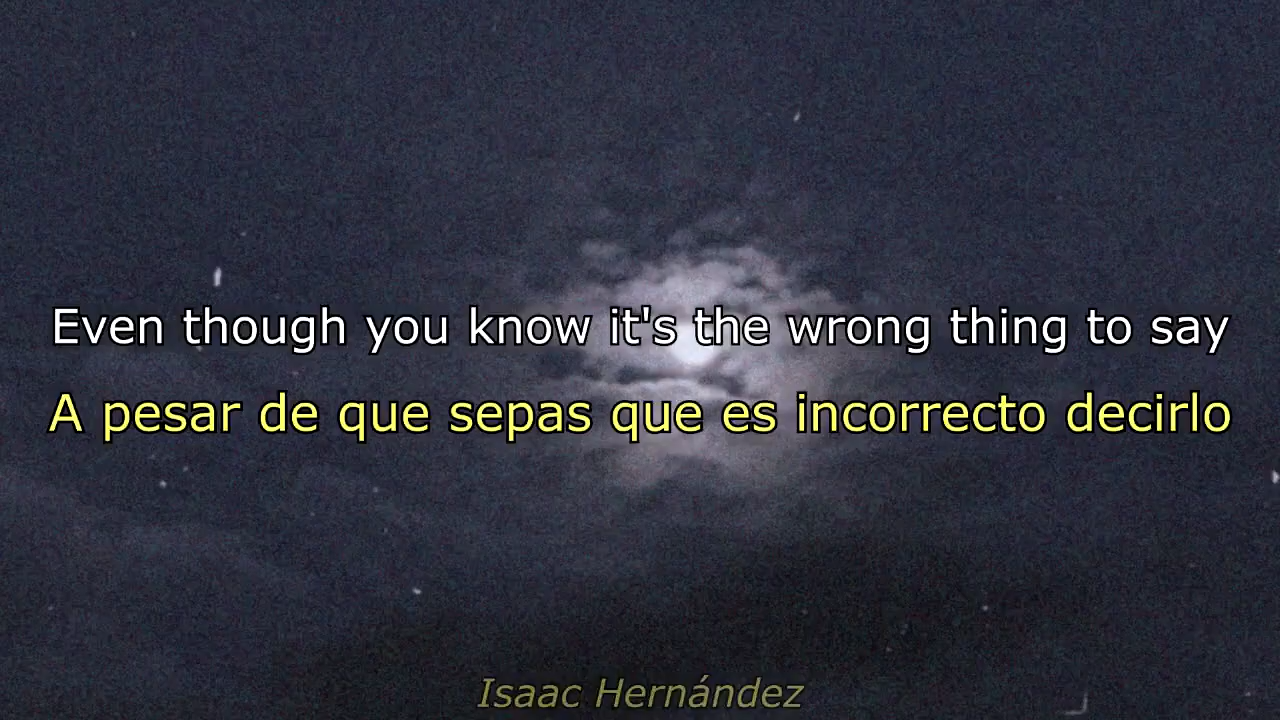 Even though you know it's the wrong thing to say
A pesar de que sepas que es incorrecto decirlo
Isaac Hernández